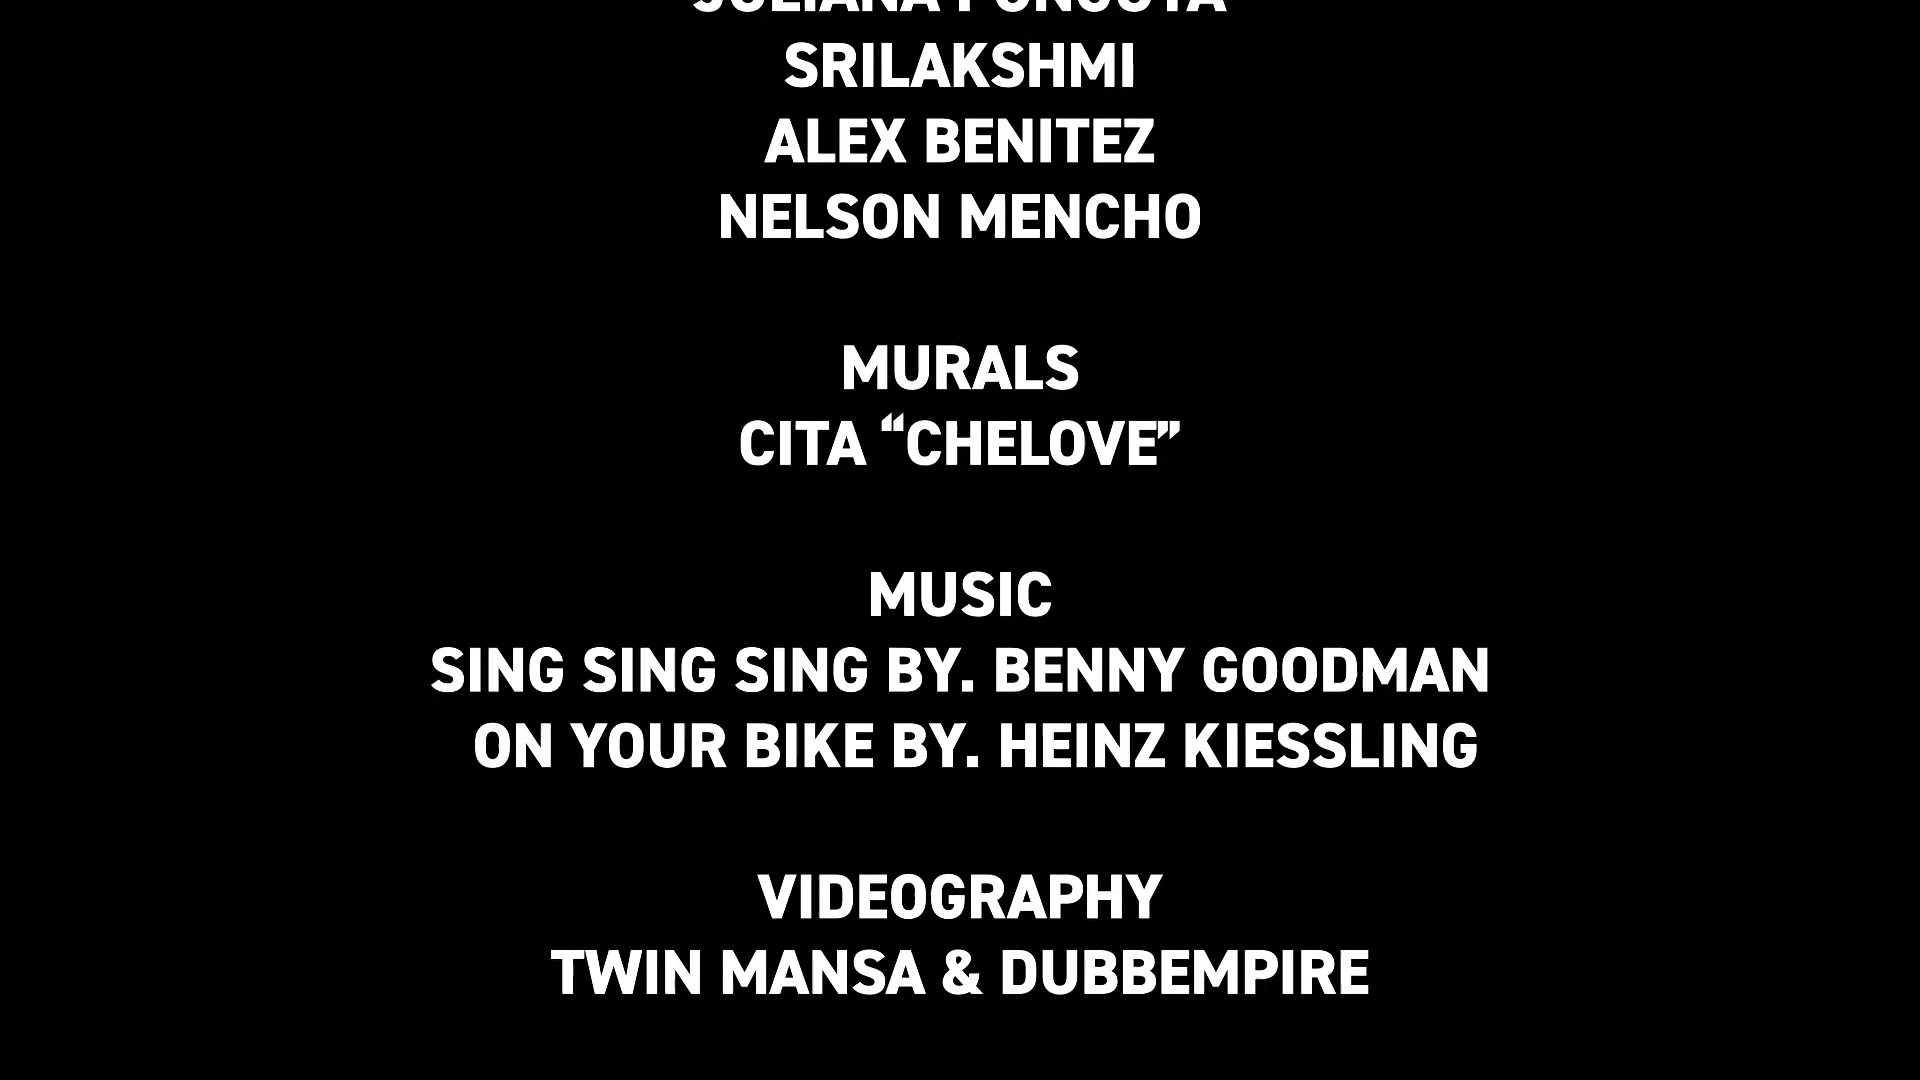 JULIANA
SRILAKSHMI
ALEX BENITEZ
NELSON MENCHO
MURALS
CITA “CHELOVE”
MUSIC
SING SING SING BY. BENNY GOODMAN
ON YOUR BIKE BY. HEINZ KIESSLING
VIDEOGRAPHY
TWIN MANSA & DUBBEMPIRE